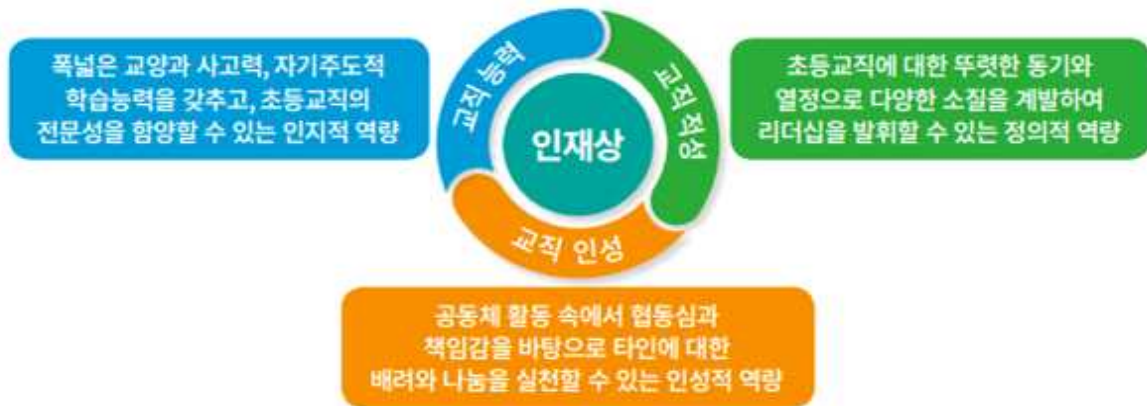 교직 능력
폭넓은 교양과 사고력, 자기주도적
학습능력을 갖추고, 초등교직의
전문성을 함양할 수 있는 인지적 역량
인재상
교직 적성
초등교직에 대한 뚜렷한 동기와
열정으로 다양한 소질을 계발하여
리더십을 발휘할 수 있는 정의적 역량
교직 인성
공동체 활동 속에서 협동심과
책임감을 바탕으로 타인에 대한
배려와 나눔을 실천할 수 있는 인성적 역량